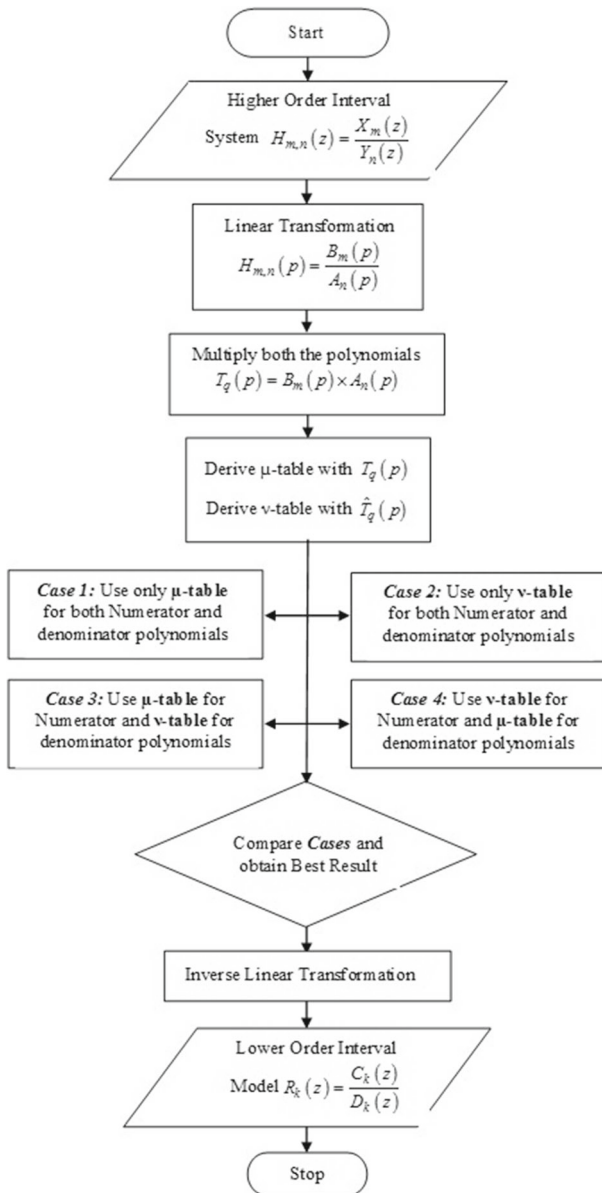 Start
Higher Order Interval
System H_{m,n}(z) = X_m(z) / Y_n(z)
Linear Transformation
H_{m,n}(p) = B_m(p) / A_n(p)
Multiply both the polynomials
T_q(p) = B_m(p) × A_n(p)
Derive μ-table with T_q(p)
Derive ν-table with T̂_q(p)
Case 1: Use only μ-table
for both Numerator and
denominator polynomials
Case 2: Use only ν-table
for both Numerator and
denominator polynomials
Case 3: Use μ-table for
Numerator and ν-table for
denominator polynomials
Case 4: Use ν-table for
Numerator and μ-table for
denominator polynomials
Compare Cases and
obtain Best Result
Inverse Linear Transformation
Lower Order Interval
Model R_k(z) = C_k(z) / D_k(z)
Stop